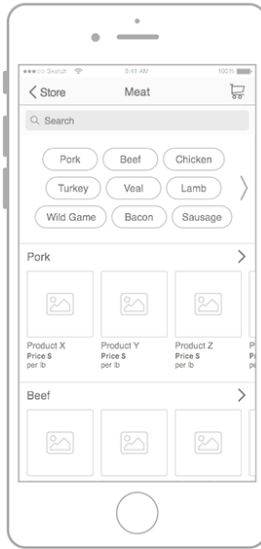 Sketch 9:41 AM 100%
Store Meat
Search
Pork Beef Chicken
Turkey Veal Lamb
Wild Game Bacon Sausage
Pork
Product X Product Y Product Z P
Price $ Price $ Price $ P
per lb per lb per lb p
Beef